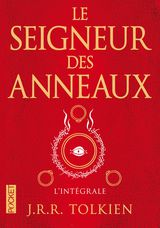 LE
SEIGNEUR
DES
ANNEAUX
L'INTÉGRALE
J.R.R. TOLKIEN
POCKET